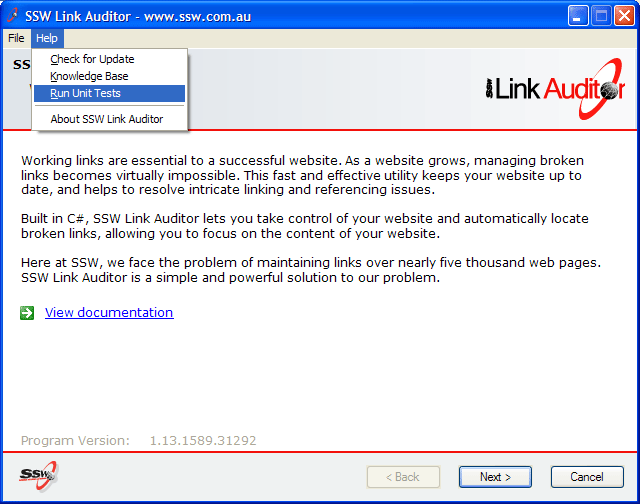 SSW Link Auditor - www.ssw.com.au
File Help
Check for Update
Knowledge Base
Run Unit Tests
About SSW Link Auditor
SS
SSW Link Auditor
Working links are essential to a successful website. As a website grows, managing broken
links becomes virtually impossible. This fast and effective utility keeps your website up to
date, and helps to resolve intricate linking and referencing issues.
Built in C#, SSW Link Auditor lets you take control of your website and automatically locate
broken links, allowing you to focus on the content of your website.
Here at SSW, we face the problem of maintaining links over nearly five thousand web pages.
SSW Link Auditor is a simple and powerful solution to our problem.
View documentation
Program Version: 1.13.1589.31292
SSW
< Back Next > Cancel